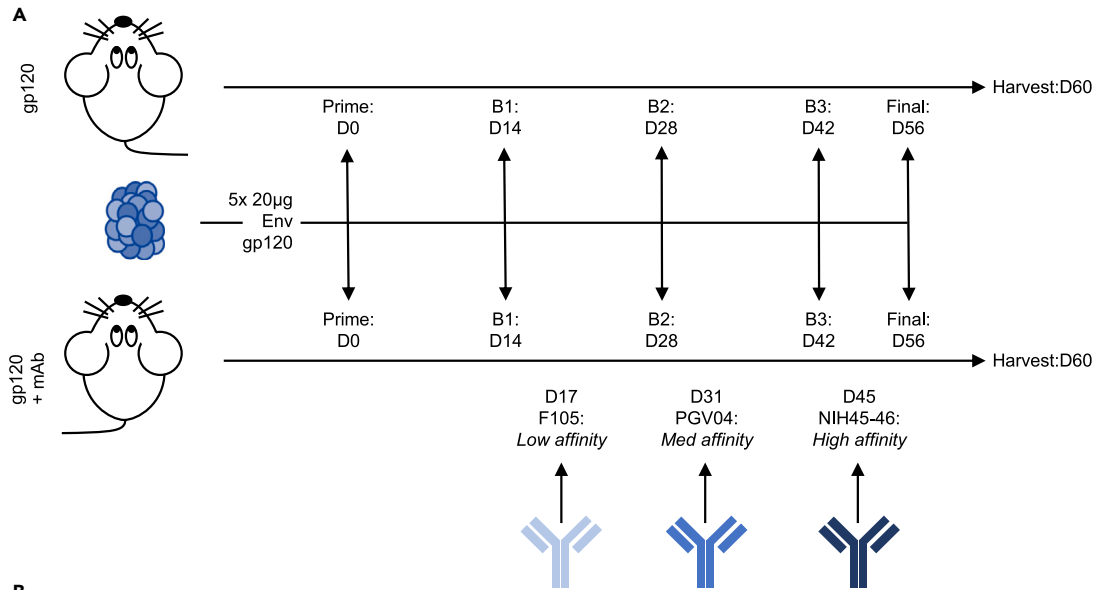 A
gp120
Harvest:D60
Prime:
D0
B1:
D14
B2:
D28
B3:
D42
Final:
D56
5x 20µg
Env
gp120
Prime:
D0
B1:
D14
B2:
D28
B3:
D42
Final:
D56
gp120
+ mAb
Harvest:D60
D17
F105:
Low affinity
D31
PGV04:
Med affinity
D45
NIH45-46:
High affinity